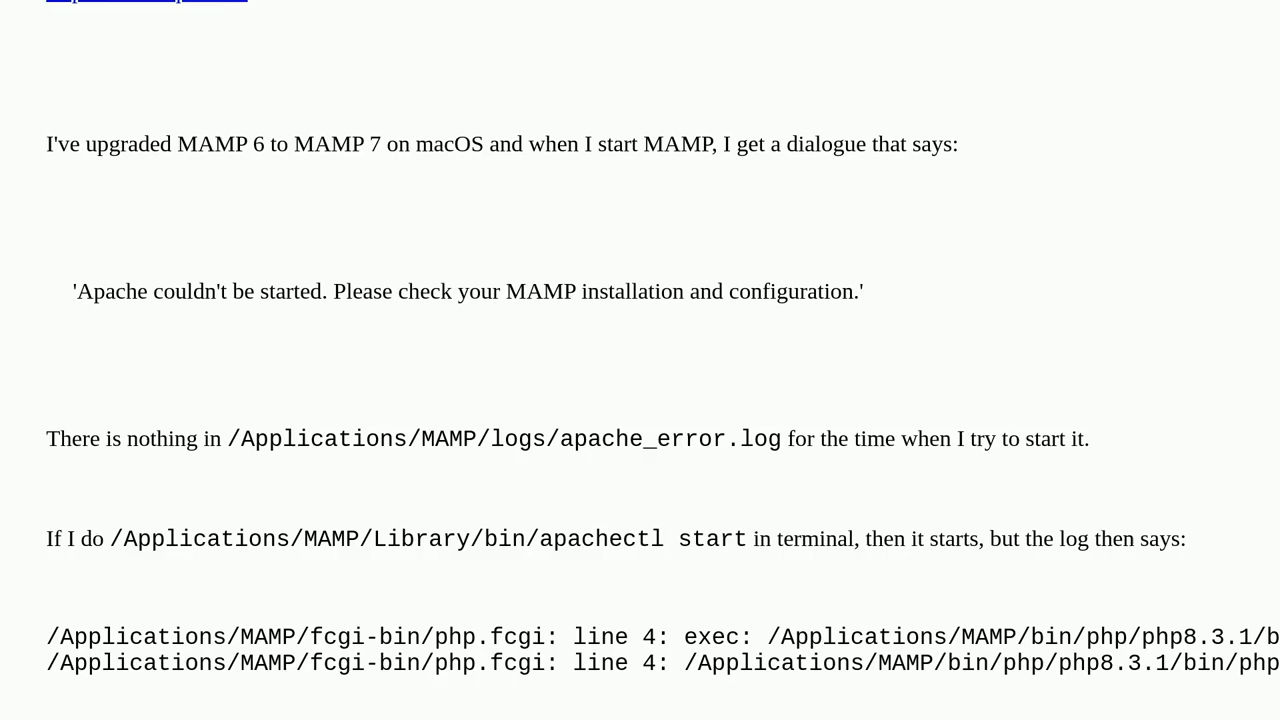 I've upgraded MAMP 6 to MAMP 7 on macOS and when I start MAMP, I get a dialogue that says:
'Apache couldn't be started. Please check your MAMP installation and configuration.'
There is nothing in /Applications/MAMP/logs/apache_error.log for the time when I try to start it.
If I do /Applications/MAMP/Library/bin/apachectl start in terminal, then it starts, but the log then says:
/Applications/MAMP/fcgi-bin/php.fcgi: line 4: exec: /Applications/MAMP/bin/php/php8.3.1/b
/Applications/MAMP/fcgi-bin/php.fcgi: line 4: /Applications/MAMP/bin/php/php8.3.1/bin/php